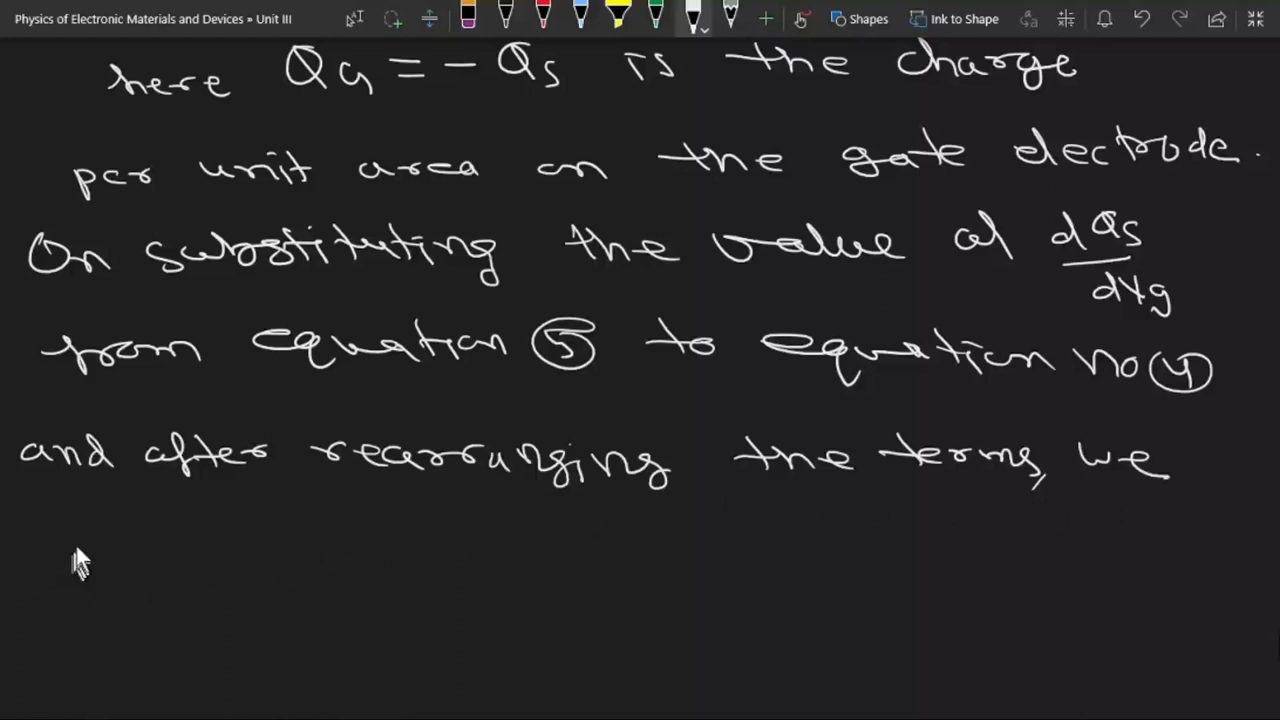 Physics of Electronic Materials and Devices » Unit III
Shapes
Ink to Shape
here QG = - Qs is the charge
per unit area on the gate electrode.
On substituting the value of dQs/dVg
from equation 5 to equation no 4
and after rearranging the terms, we